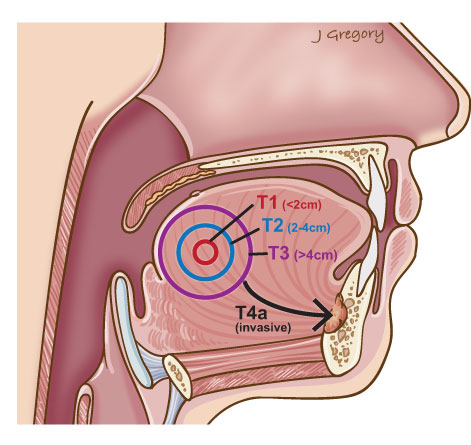 J Gregory
T1 (<2cm)
T2 (2-4cm)
T3 (>4cm)
T4a
(invasive)